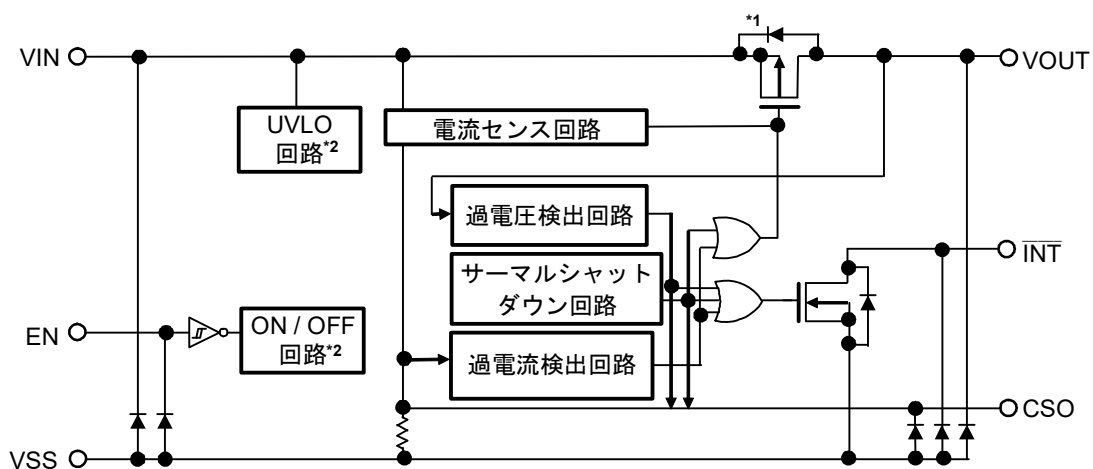 *1
VIN
VOUT
UVLO
回路*2
電流センス回路
過電圧検出回路
INT
サーマルシャット
ダウン回路
EN
ON / OFF
回路*2
過電流検出回路
CSO
VSS